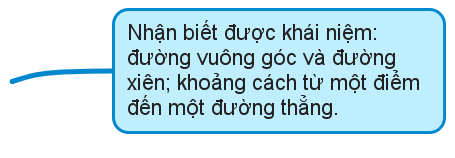 Nhận biết được khái niệm:
đường vuông góc và đường
xiên; khoảng cách từ một điểm
đến một đường thẳng.